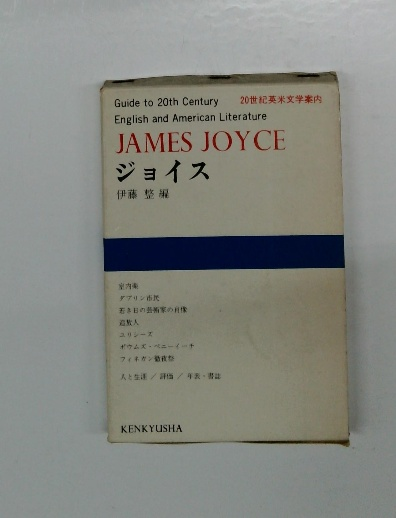 Guide to 20th Century 20世紀英米文学案内
English and American Literature
JAMES JOYCE
ジョイス
伊藤 整 編
室内楽
ダブリン市民
若き日の芸術家の肖像
追放人
ユリシーズ
ポウムズ・ペニーイーチ
フィネガン徹夜祭
人と生涯 / 評価 / 年表・書誌
KENKYUSHA